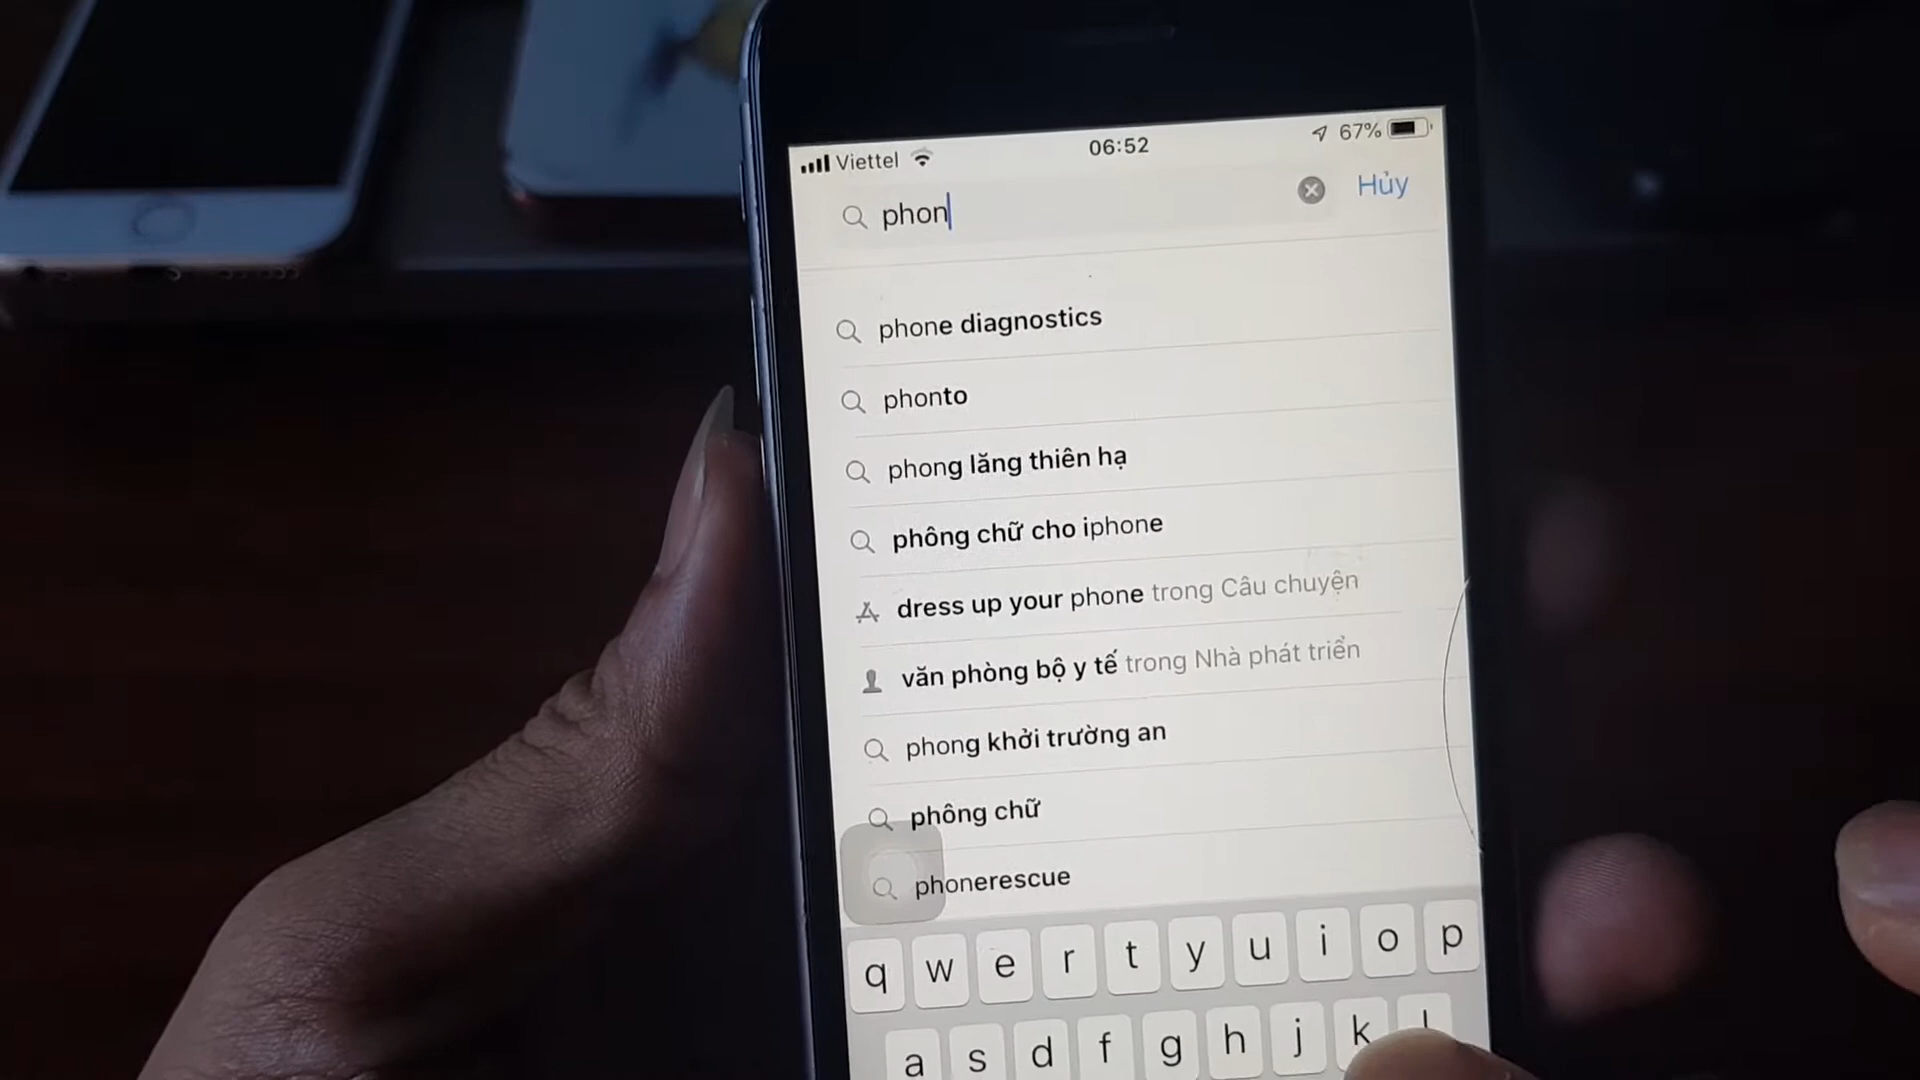 Viettel 06:52 67%
phon Hủy
phone diagnostics
phonto
phong lăng thiên hạ
phông chữ cho iphone
dress up your phone trong Câu chuyện
văn phòng bộ y tế trong Nhà phát triển
phong khởi trường an
phông chữ
phonerescue
q w e r t y u i o p
a s d f g h j k